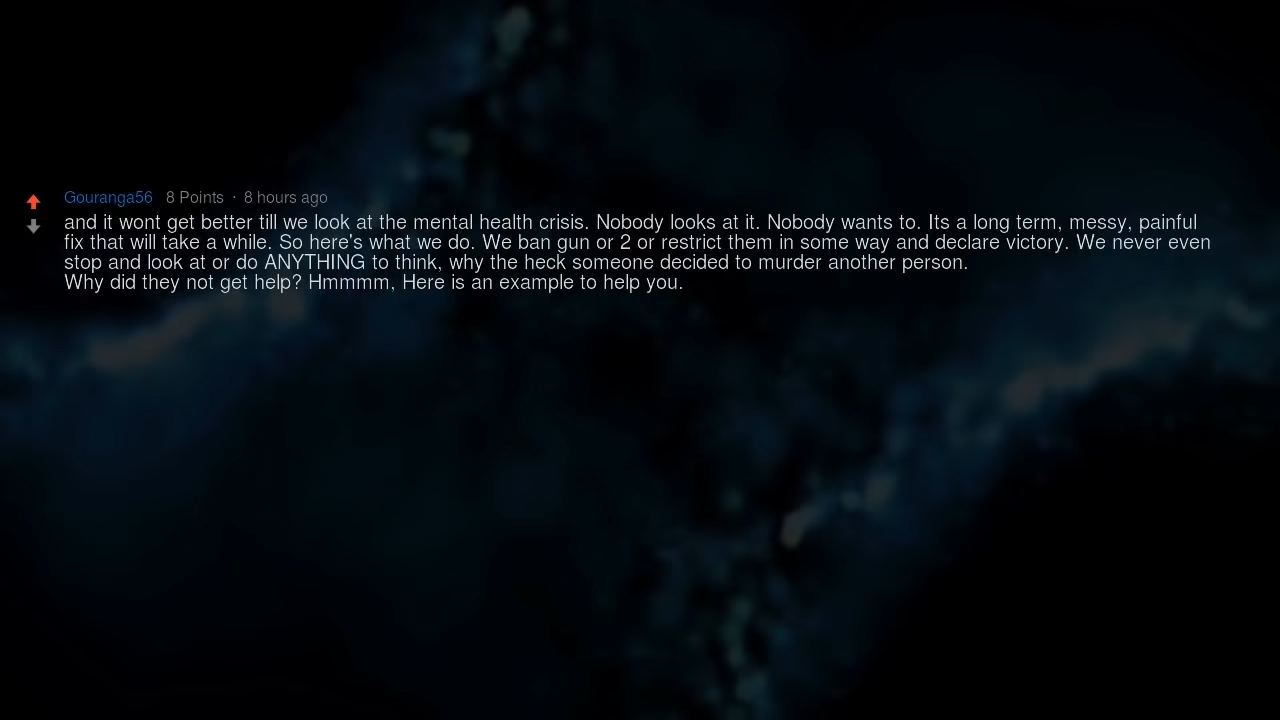 Gouranga56 8 Points · 8 hours ago
and it wont get better till we look at the mental health crisis. Nobody looks at it. Nobody wants to. Its a long term, messy, painful
fix that will take a while. So here's what we do. We ban gun or 2 or restrict them in some way and declare victory. We never even
stop and look at or do ANYTHING to think, why the heck someone decided to murder another person.
Why did they not get help? Hmmmm, Here is an example to help you.